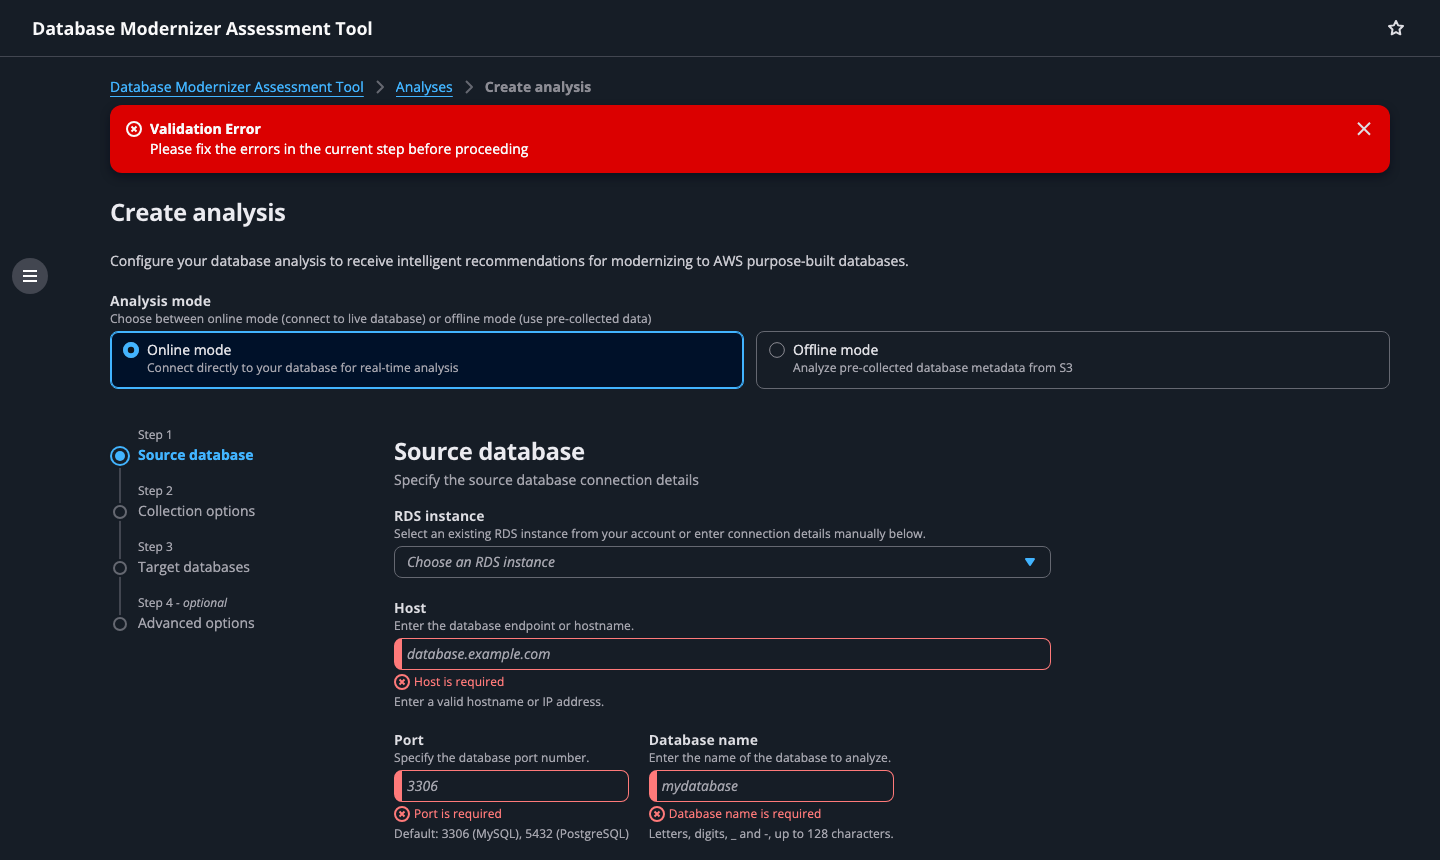 Database Modernizer Assessment Tool
Database Modernizer Assessment Tool > Analyses > Create analysis
Validation Error
Please fix the errors in the current step before proceeding
Create analysis
Configure your database analysis to receive intelligent recommendations for modernizing to AWS purpose-built databases.
Analysis mode
Choose between online mode (connect to live database) or offline mode (use pre-collected data)
Online mode
Connect directly to your database for real-time analysis
Offline mode
Analyze pre-collected database metadata from S3
Step 1
Source database
Step 2
Collection options
Step 3
Target databases
Step 4 - optional
Advanced options
Source database
Specify the source database connection details
RDS instance
Select an existing RDS instance from your account or enter connection details manually below.
Choose an RDS instance
Host
Enter the database endpoint or hostname.
database.example.com
Host is required
Enter a valid hostname or IP address.
Port
Specify the database port number.
3306
Port is required
Default: 3306 (MySQL), 5432 (PostgreSQL)
Database name
Enter the name of the database to analyze.
mydatabase
Database name is required
Letters, digits, _ and -, up to 128 characters.